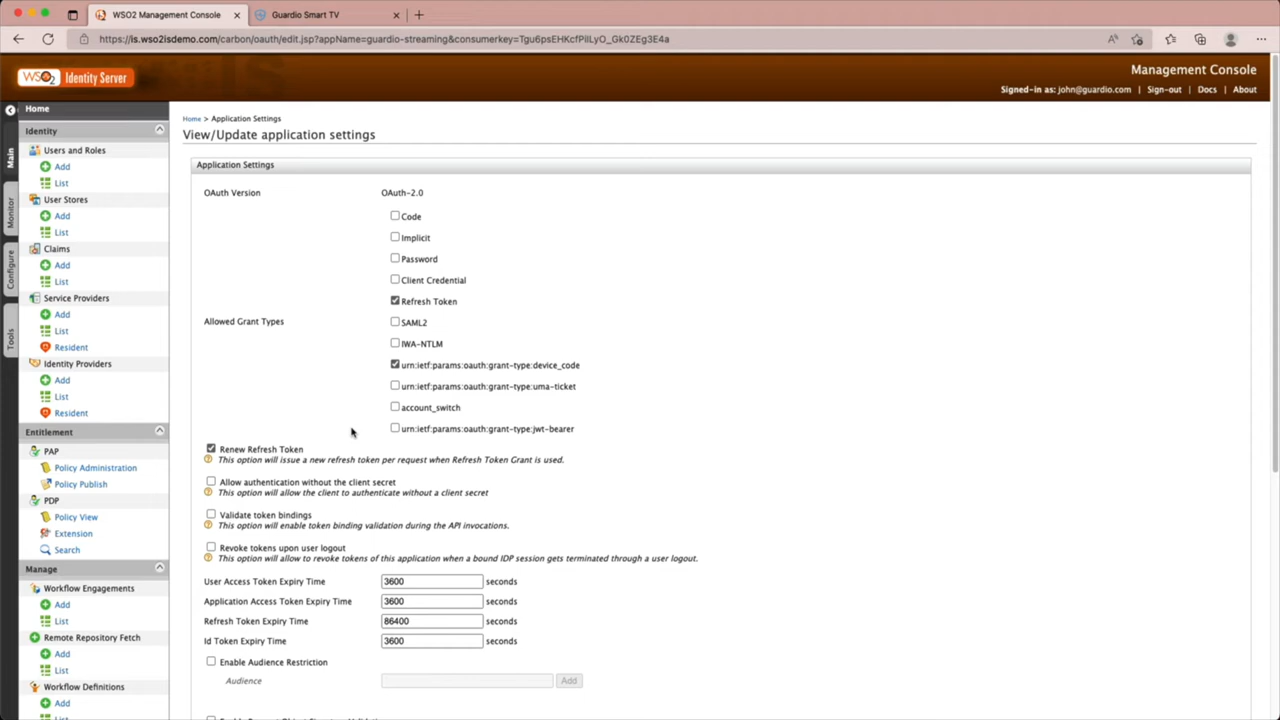 WSO2 Management Console
Guardio Smart TV
https://is.wso2isdemo.com/carbon/oauth/edit.jsp?appName=guardio-streaming&consumerkey=Tgu6psEHKcfPilLyO_Gk0ZEg3E4a
WSO2 Identity Server
Management Console
Signed-in as: john@guardio.com | Sign-out | Docs | About
Main
Monitor
Configure
Tools
Home
Identity
Users and Roles
Add
List
User Stores
Add
List
Claims
Add
List
Service Providers
Add
List
Resident
Identity Providers
Add
List
Resident
Entitlement
PAP
Policy Administration
Policy Publish
PDP
Policy View
Extension
Search
Manage
Workflow Engagements
Add
List
Remote Repository Fetch
Add
List
Workflow Definitions
Add
Home > Application Settings
View/Update application settings
Application Settings
OAuth Version OAuth-2.0
Allowed Grant Types
Code
Implicit
Password
Client Credential
Refresh Token
SAML2
IWA-NTLM
urn:ietf:params:oauth:grant-type:device_code
urn:ietf:params:oauth:grant-type:uma-ticket
account_switch
urn:ietf:params:oauth:grant-type:jwt-bearer
Renew Refresh Token
This option will issue a new refresh token per request when Refresh Token Grant is used.
Allow authentication without the client secret
This option will allow the client to authenticate without a client secret
Validate token bindings
This option will enable token binding validation during the API invocations.
Revoke tokens upon user logout
This option will allow to revoke tokens of this application when a bound IDP session gets terminated through a user logout.
User Access Token Expiry Time 3600 seconds
Application Access Token Expiry Time 3600 seconds
Refresh Token Expiry Time 86400 seconds
Id Token Expiry Time 3600 seconds
Enable Audience Restriction
Audience Add